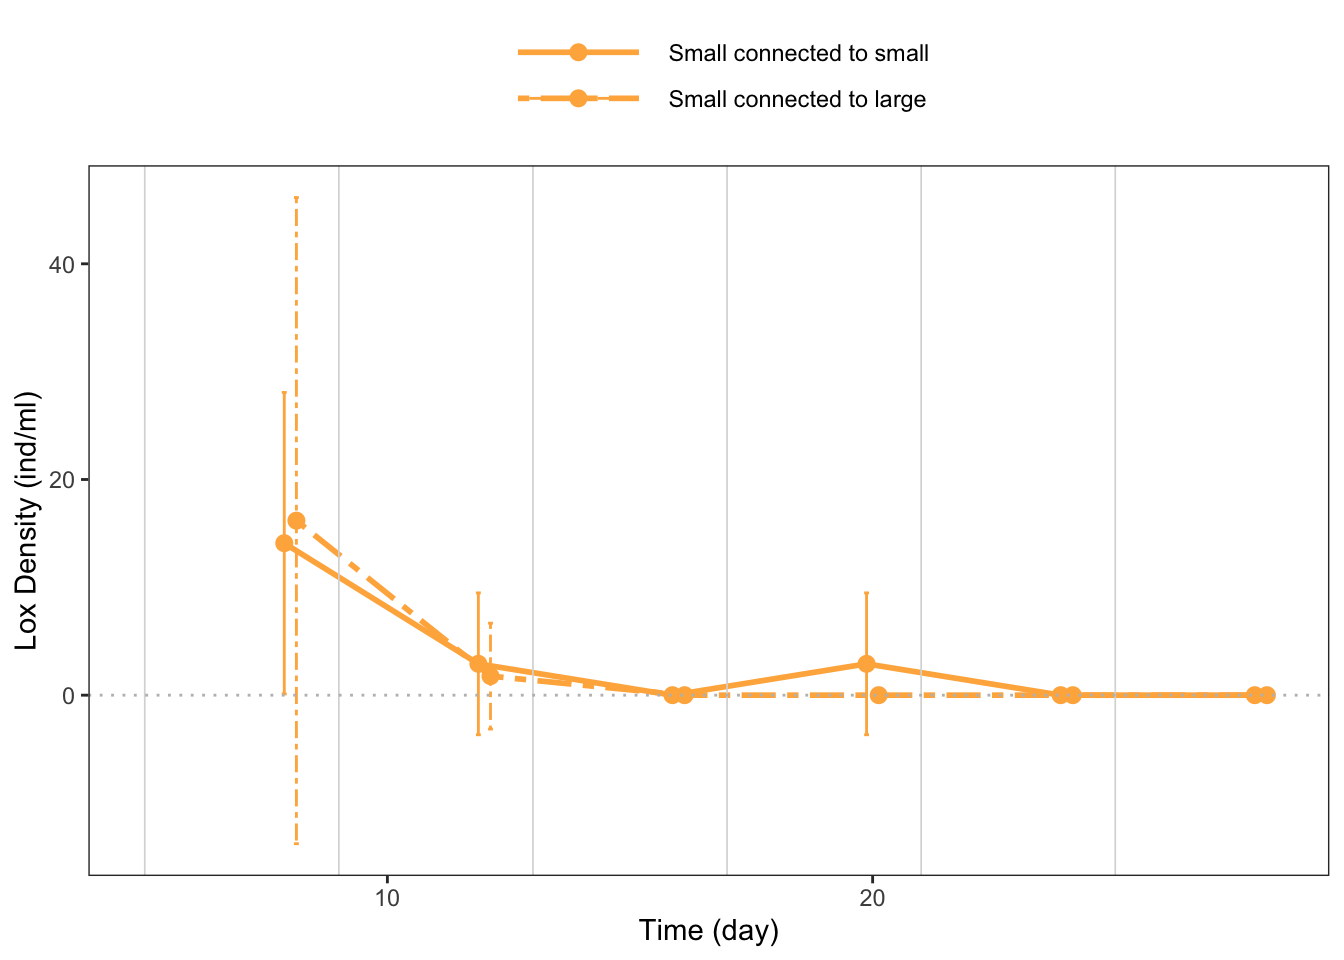 Small connected to small
Small connected to large
40
20
0
Lox Density (ind/ml)
10
20
Time (day)